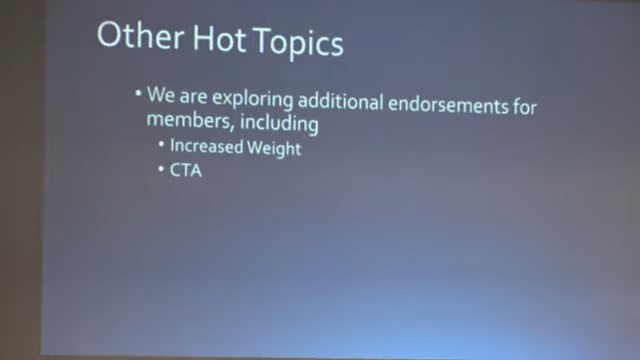 Other Hot Topics
• We are exploring additional endorsements for
members, including
• Increased Weight
• CTA